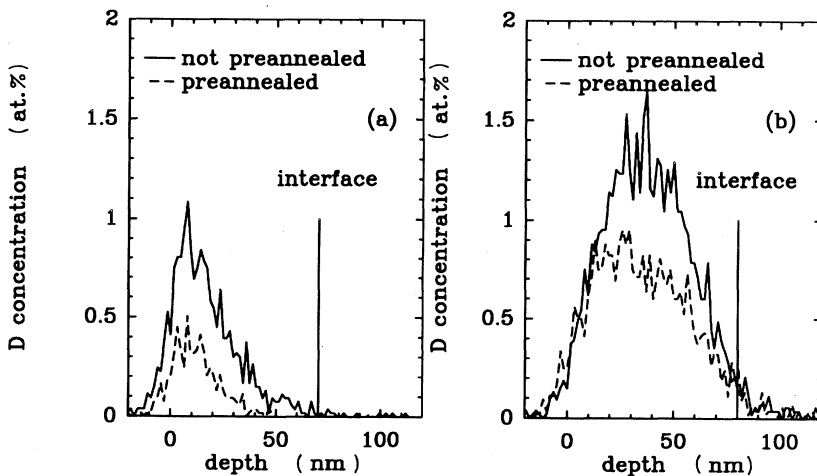 2
not preannealed
preannealed
(a)
1.5
interface
1
0.5
0
0 50 100
depth (nm)
D concentration (at.%)
2
not preannealed
preannealed
(b)
1.5
interface
1
0.5
0
0 50 100
depth (nm)
D concentration (at.%)